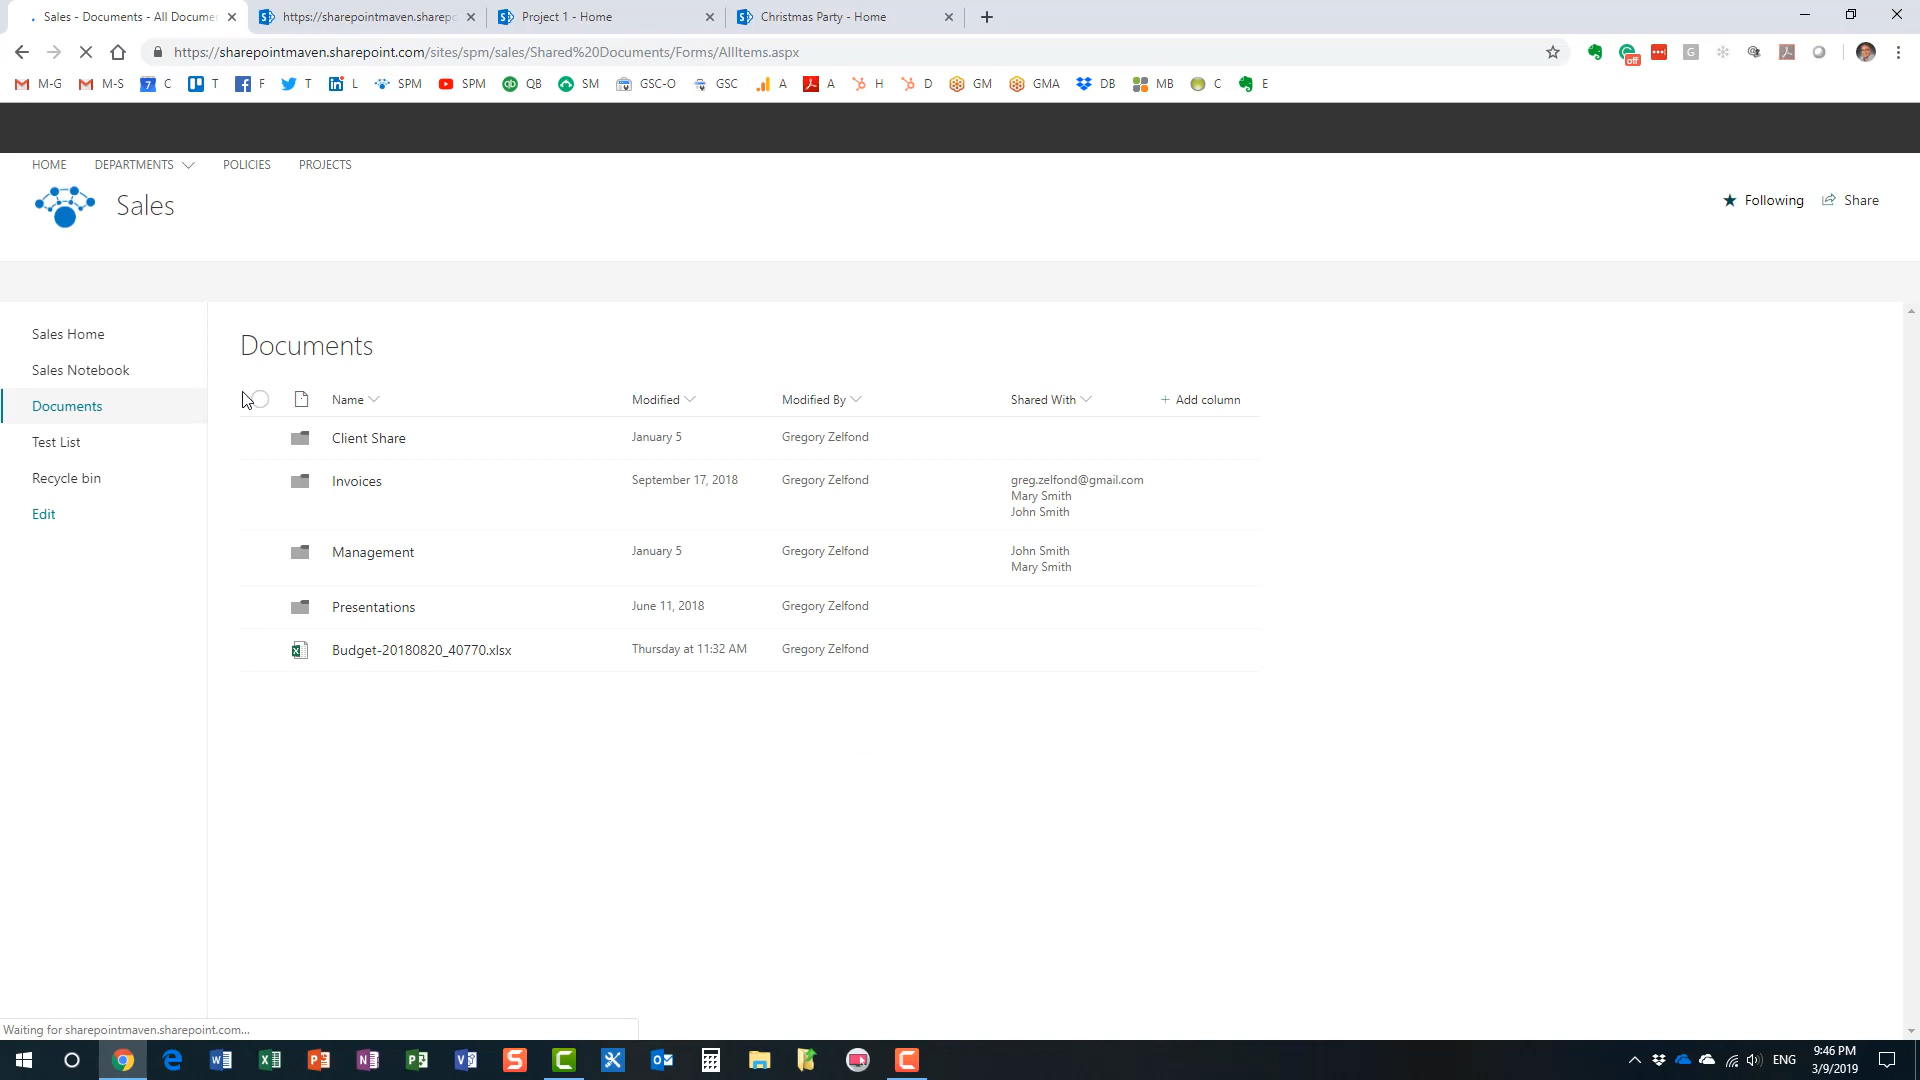 Sales - Documents - All Docume
https://sharepointmaven.sharepc
Project 1 - Home
Christmas Party - Home
https://sharepointmaven.sharepoint.com/sites/spm/sales/Shared%20Documents/Forms/AllItems.aspx
off
M-G M-S 7 C T F T L SPM SPM QB SM GSC-O GSC A A H D GM GMA DB MB C E
HOME DEPARTMENTS POLICIES PROJECTS
Sales
Following Share
Sales Home
Sales Notebook
Documents
Test List
Recycle bin
Edit
Documents
Name Modified Modified By Shared With + Add column
Client Share January 5 Gregory Zelfond
Invoices September 17, 2018 Gregory Zelfond greg.zelfond@gmail.com
Mary Smith
John Smith
Management January 5 Gregory Zelfond John Smith
Mary Smith
Presentations June 11, 2018 Gregory Zelfond
Budget-20180820_40770.xlsx Thursday at 11:32 AM Gregory Zelfond
Waiting for sharepointmaven.sharepoint.com...
ENG
9:46 PM
3/9/2019